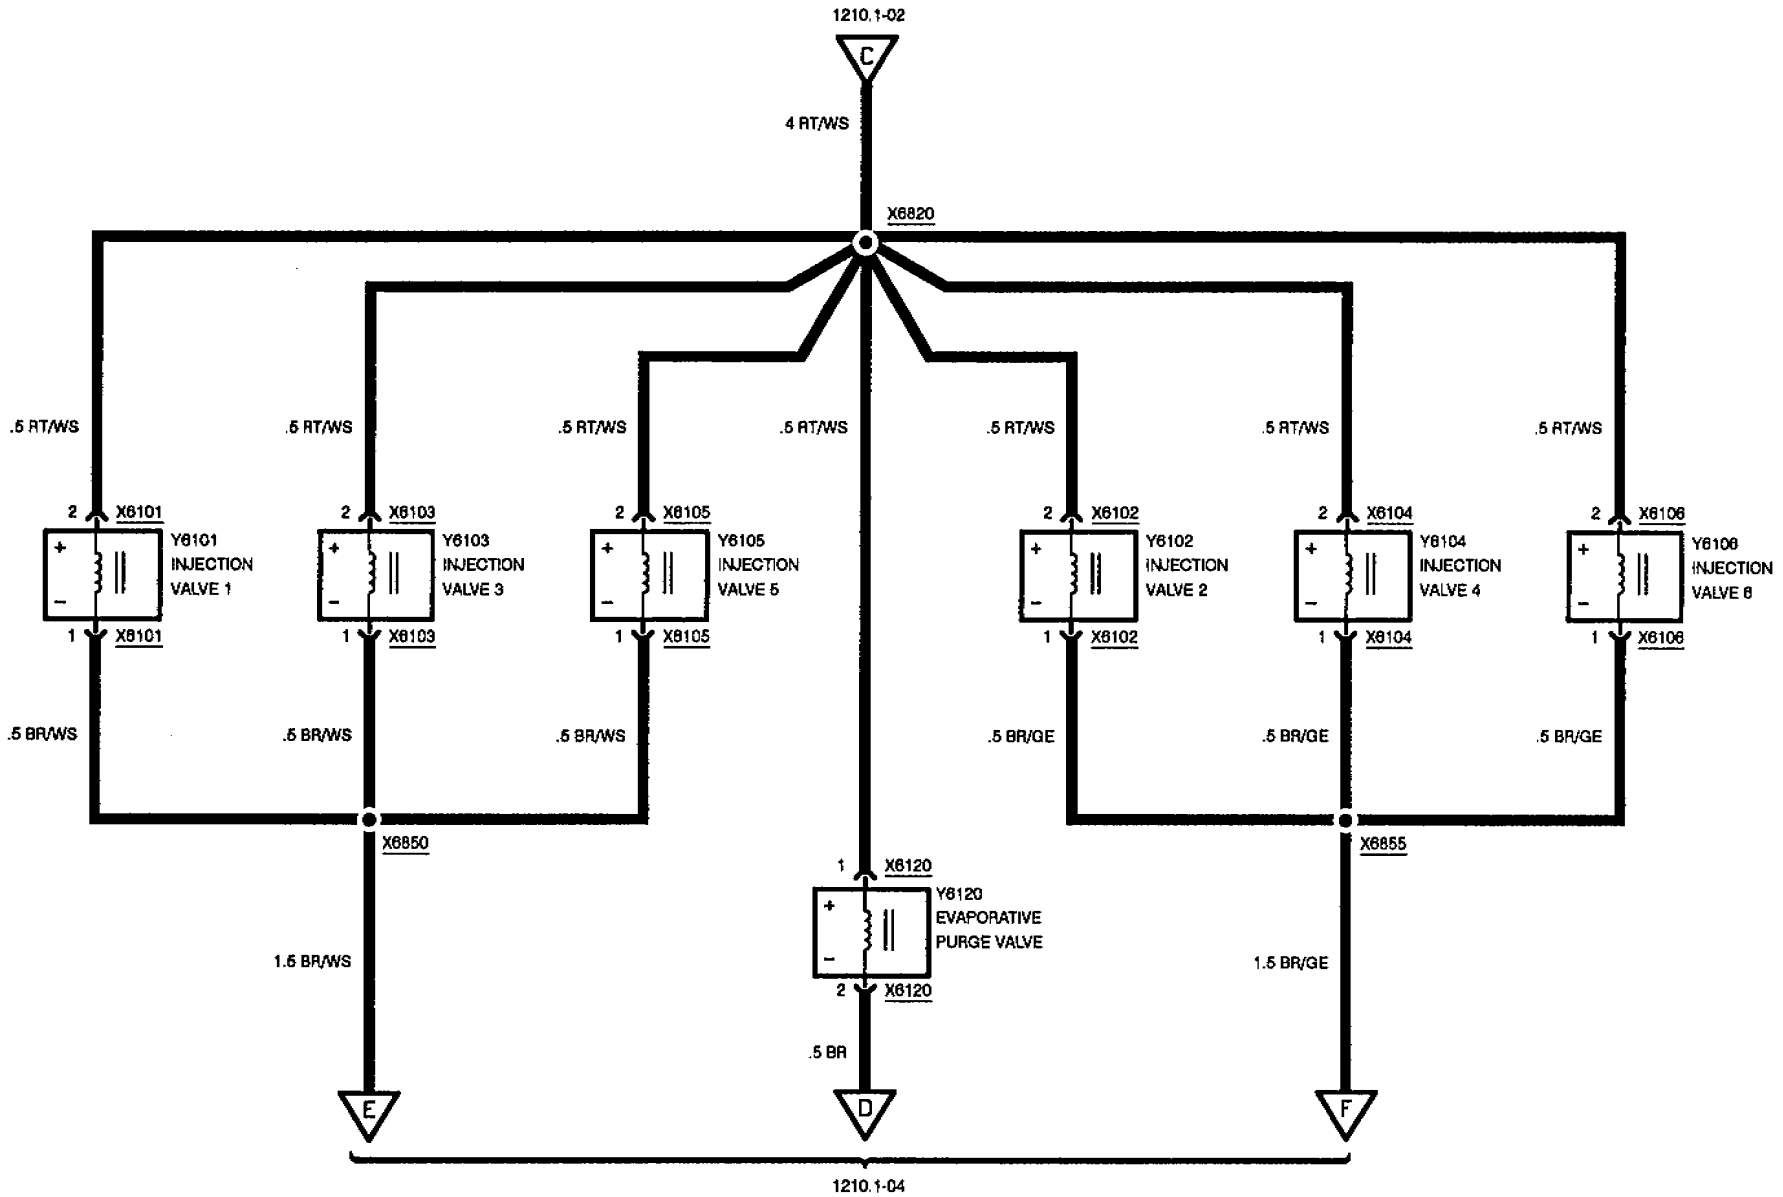 1210.1-02
C
4 RT/WS
X6820
.5 RT/WS
.5 RT/WS
.5 RT/WS
.5 RT/WS
.5 RT/WS
.5 RT/WS
.5 RT/WS
2 X6101
+
-
Y6101
INJECTION
VALVE 1
1 X6101
2 X6103
+
-
Y6103
INJECTION
VALVE 3
1 X6103
2 X6105
+
-
Y6105
INJECTION
VALVE 5
1 X6105
2 X6102
+
-
Y6102
INJECTION
VALVE 2
1 X6102
2 X6104
+
-
Y6104
INJECTION
VALVE 4
1 X6104
2 X6106
+
-
Y6106
INJECTION
VALVE 6
1 X6106
.5 BR/WS
.5 BR/WS
.5 BR/WS
.5 BR/GE
.5 BR/GE
.5 BR/GE
X6850
X6855
1 X6120
+
-
Y6120
EVAPORATIVE
PURGE VALVE
2 X6120
1.5 BR/WS
1.5 BR/GE
.5 BR
E
D
F
1210.1-04